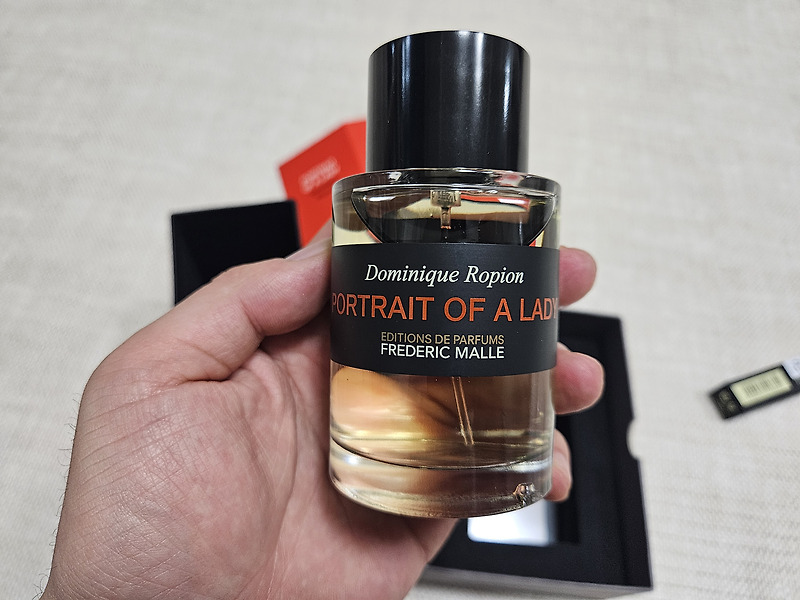 Dominique Ropion
PORTRAIT OF A LADY
EDITIONS DE PARFUMS
FREDERIC MALLE